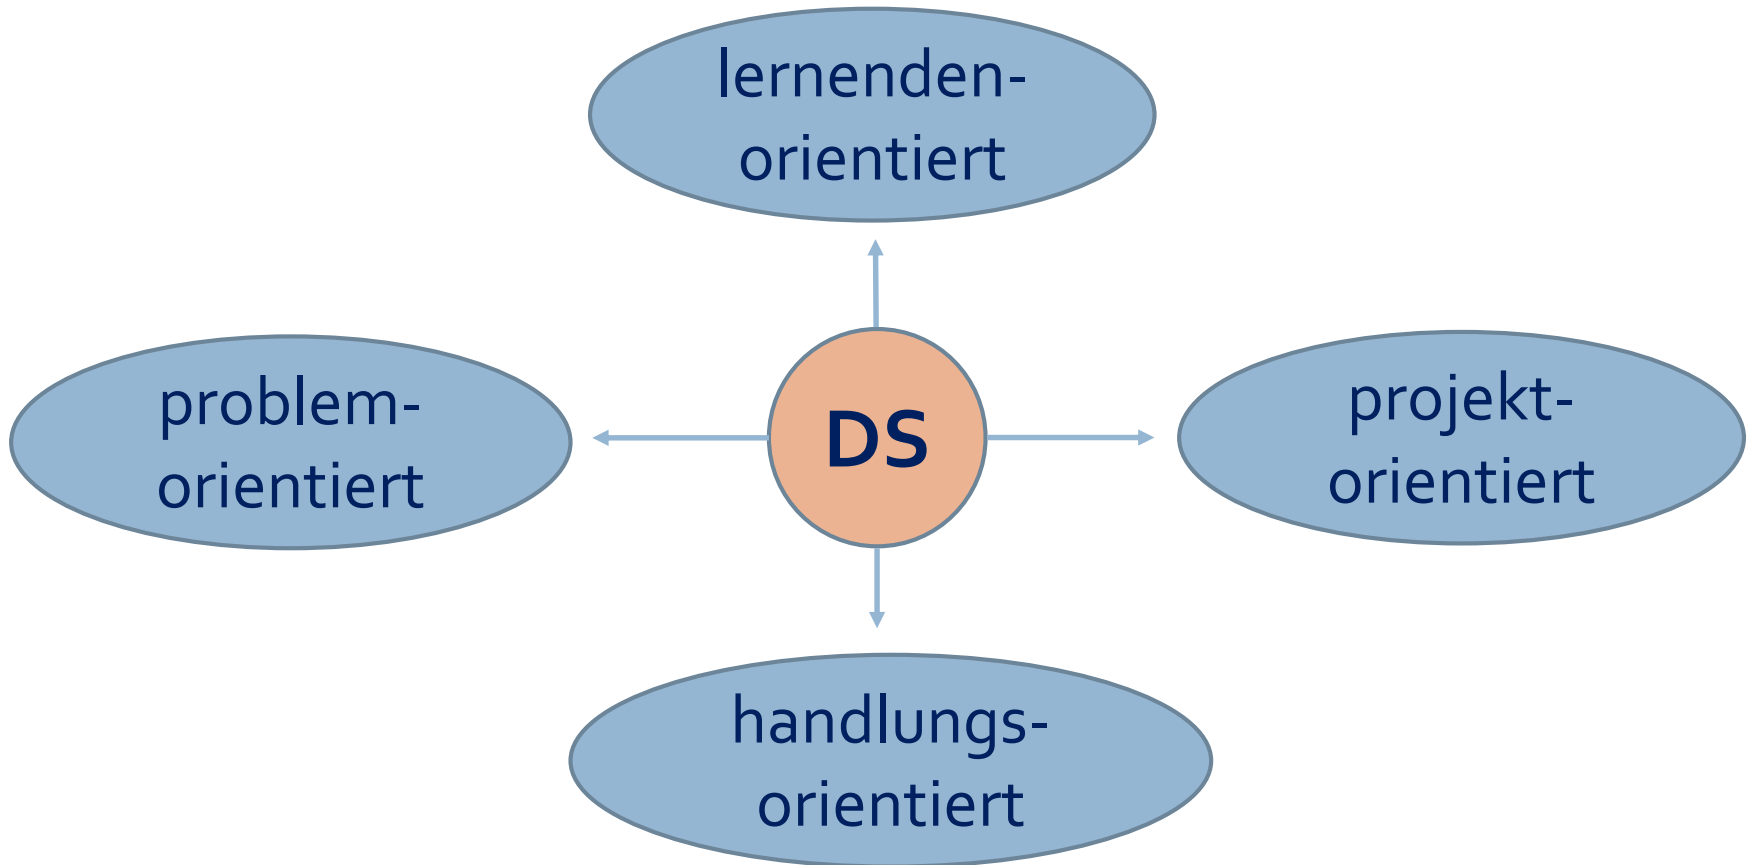 lernenden-
orientiert
problem-
orientiert
DS
projekt-
orientiert
handlungs-
orientiert